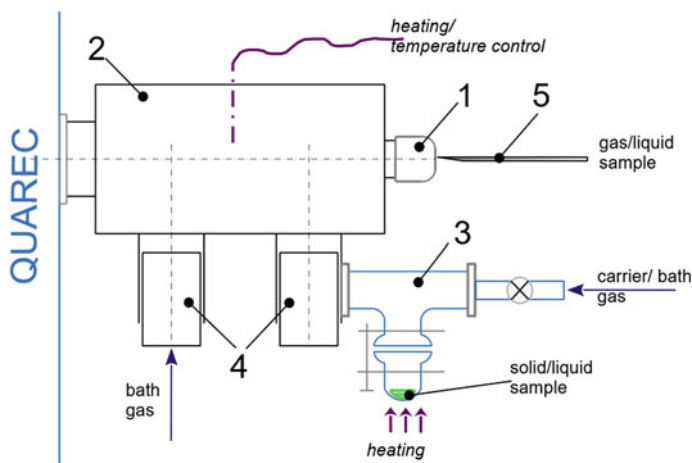 heating/
temperature control
2
1
5
gas/liquid
sample
QUAREC
3
carrier/ bath
gas
4
bath
gas
solid/liquid
sample
heating